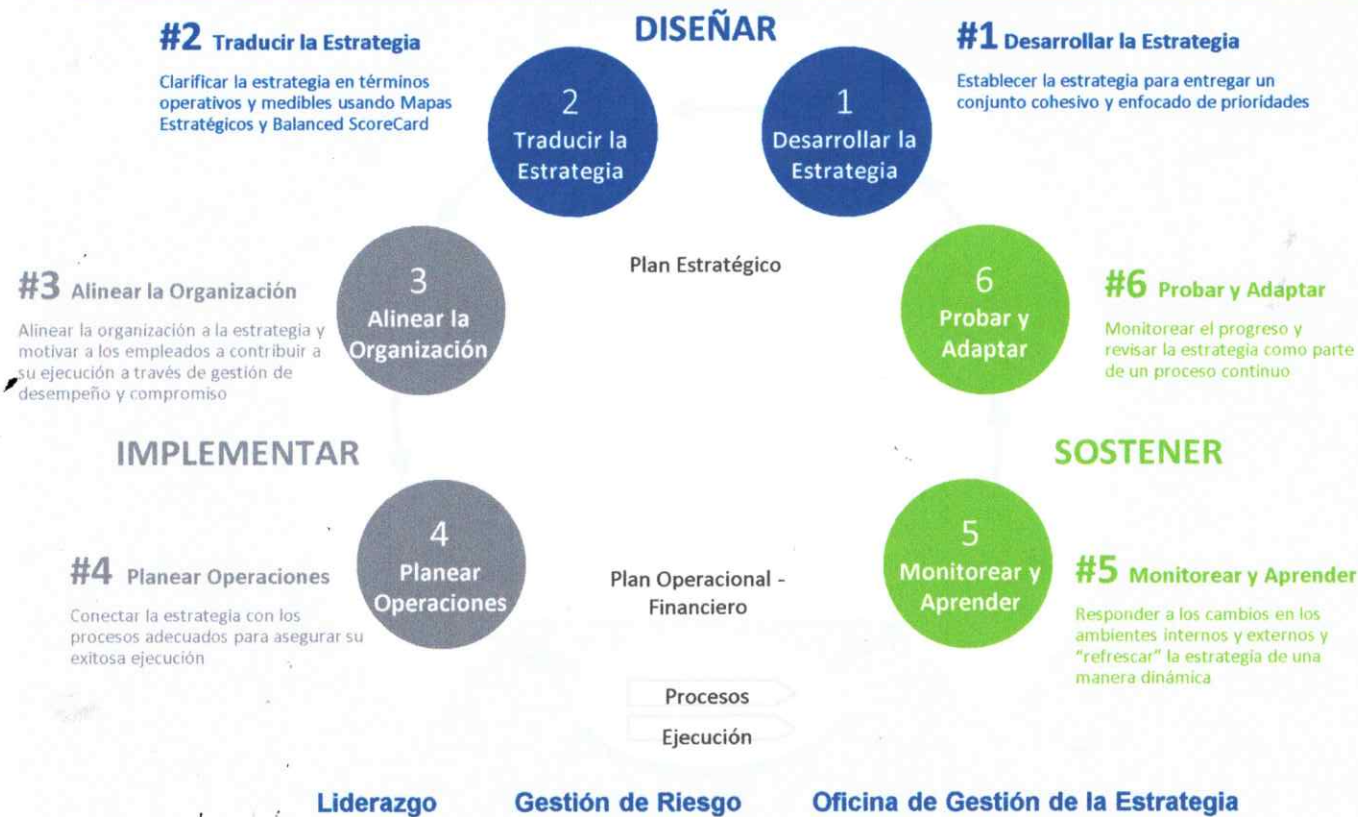 DISEÑAR
#2 Traducir la Estrategia
Clarificar la estrategia en términos
operativos y medibles usando Mapas
Estratégicos y Balanced ScoreCard
2
Traducir la
Estrategia
1
Desarrollar la
Estrategia
#1 Desarrollar la Estrategia
Establecer la estrategia para entregar un
conjunto cohesivo y enfocado de prioridades
#3 Alinear la Organización
Alinear la organización a la estrategia y
motivar a los empleados a contribuir a
su ejecución a través de gestión de
desempeño y compromiso
3
Alinear la
Organización
Plan Estratégico
6
Probar y
Adaptar
#6 Probar y Adaptar
Monitorear el progreso y
revisar la estrategia como parte
de un proceso continuo
IMPLEMENTAR
SOSTENER
#4 Planear Operaciones
Conectar la estrategia con los
procesos adecuados para asegurar su
exitosa ejecución
4
Planear
Operaciones
Plan Operacional -
Financiero
5
Monitorear y
Aprender
#5 Monitorear y Aprender
Responder a los cambios en los
ambientes internos y externos y
"refrescar" la estrategia de una
manera dinámica
Procesos
Ejecución
Liderazgo
Gestión de Riesgo
Oficina de Gestión de la Estrategia